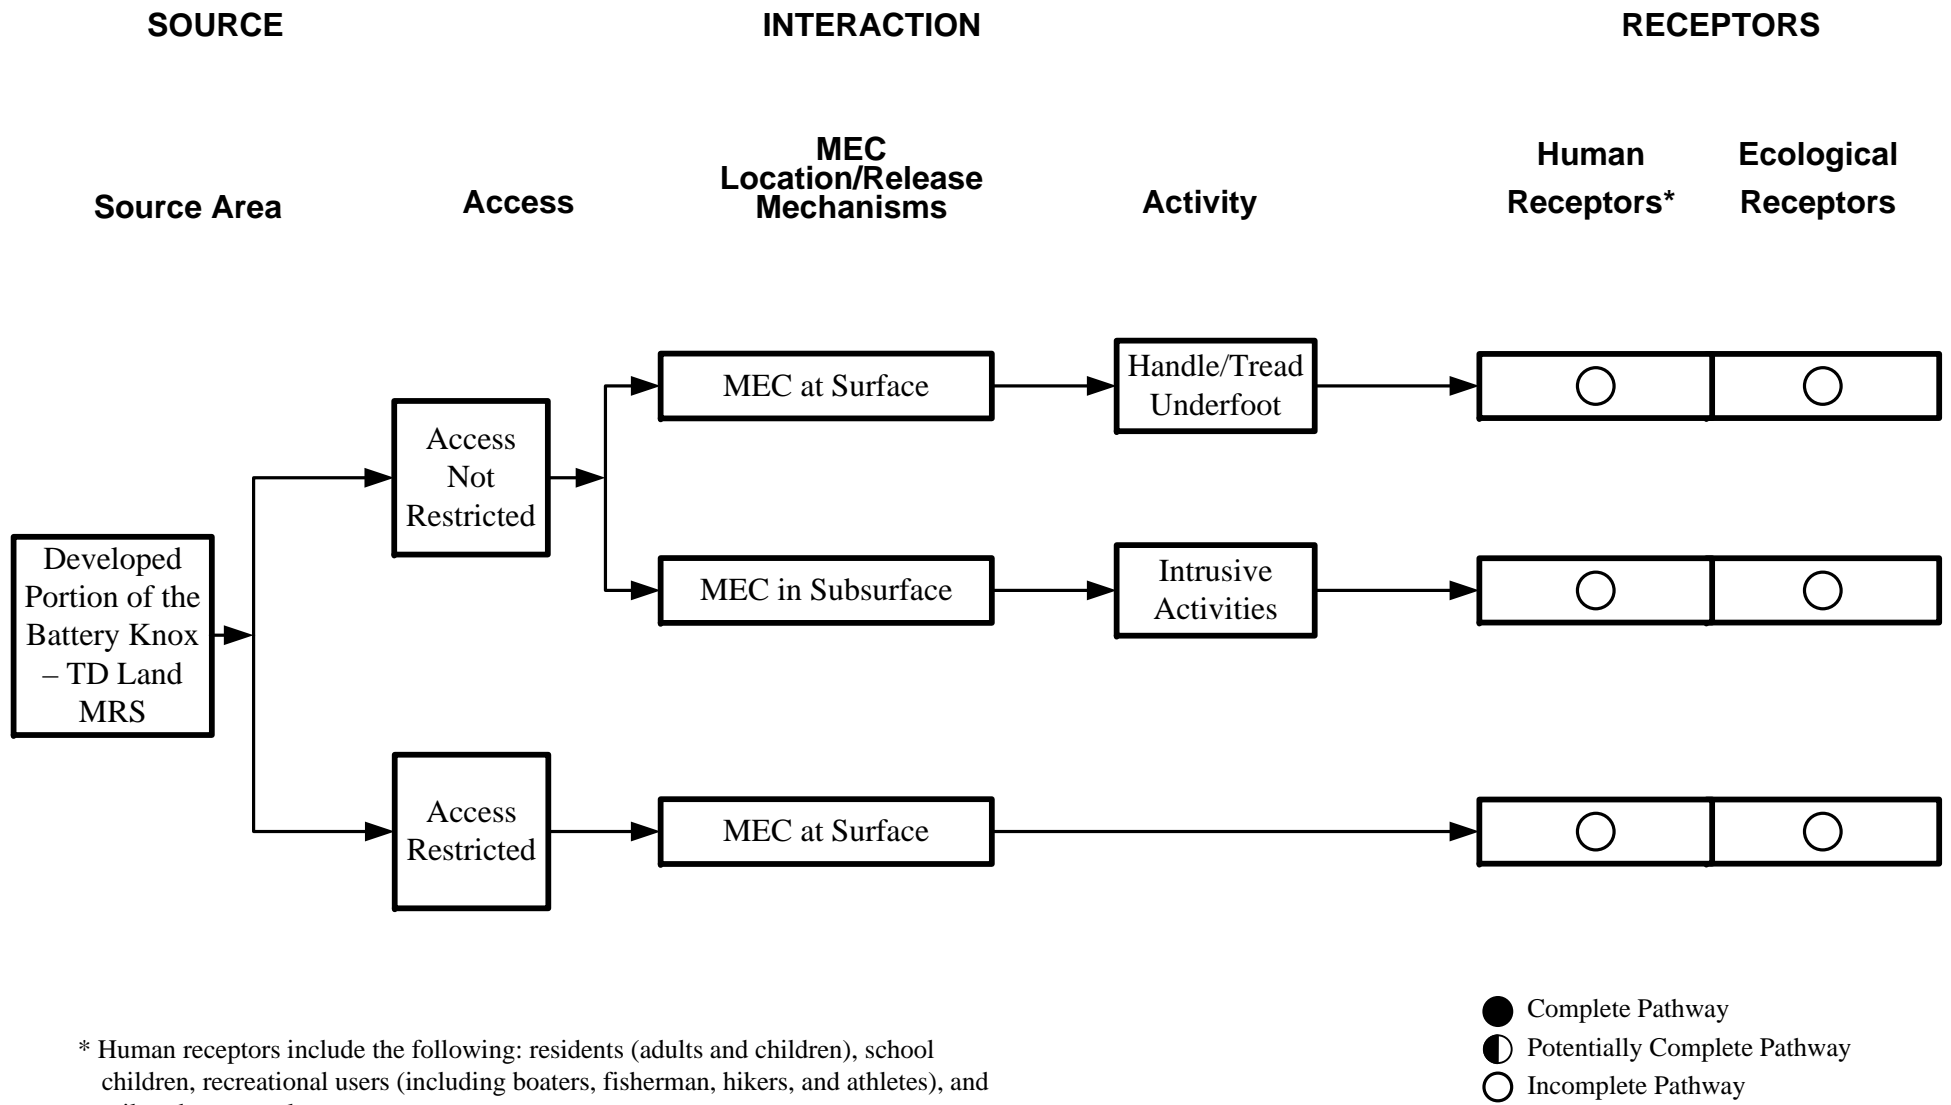 SOURCE
INTERACTION
RECEPTORS
Source Area
Access
MEC
Location/Release
Mechanisms
Activity
Human
Receptors*
Ecological
Receptors
Developed
Portion of the
Battery Knox
– TD Land
MRS
Access
Not
Restricted
MEC at Surface
Handle/Tread
Underfoot
MEC in Subsurface
Intrusive
Activities
Access
Restricted
MEC at Surface
Complete Pathway
Potentially Complete Pathway
Incomplete Pathway
* Human receptors include the following: residents (adults and children), school
children, recreational users (including boaters, fisherman, hikers, and athletes), and